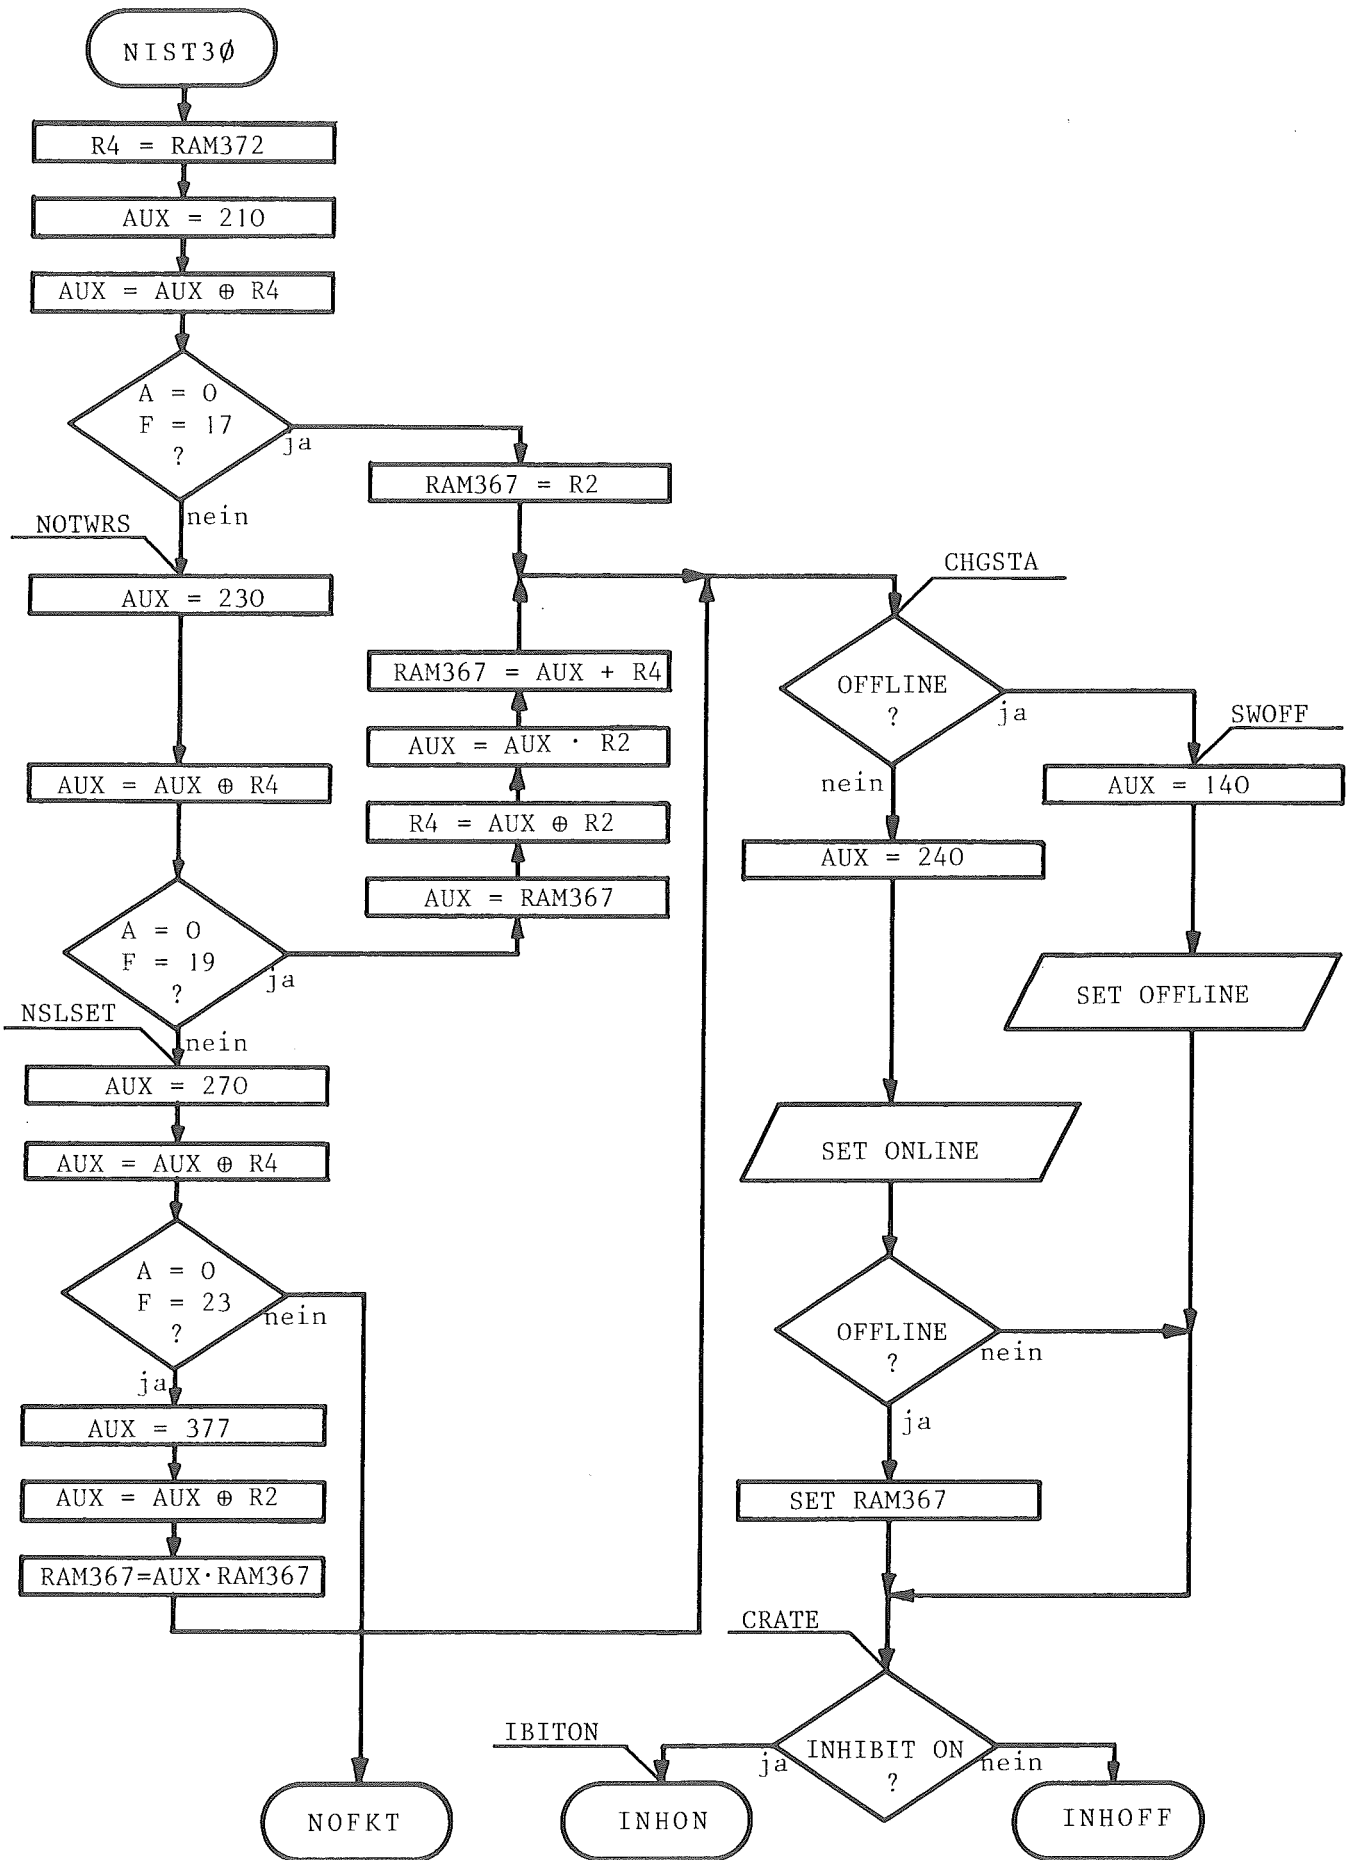 NIST3Ø
R4 = RAM372
AUX = 210
AUX = AUX ⊕ R4
A = 0
F = 17
?
ja
nein
NOTWRS
AUX = 230
AUX = AUX ⊕ R4
A = 0
F = 19
?
ja
nein
NSLSET
AUX = 270
AUX = AUX ⊕ R4
A = 0
F = 23
?
nein
ja
AUX = 377
AUX = AUX ⊕ R2
RAM367=AUX·RAM367
NOFKT
RAM367 = R2
RAM367 = AUX + R4
AUX = AUX · R2
R4 = AUX ⊕ R2
AUX = RAM367
CHGSTA
OFFLINE
?
ja
nein
SWOFF
AUX = 140
SET OFFLINE
AUX = 240
SET ONLINE
OFFLINE
?
nein
ja
SET RAM367
CRATE
INHIBIT ON
?
ja
nein
IBITON
INHON
INHOFF